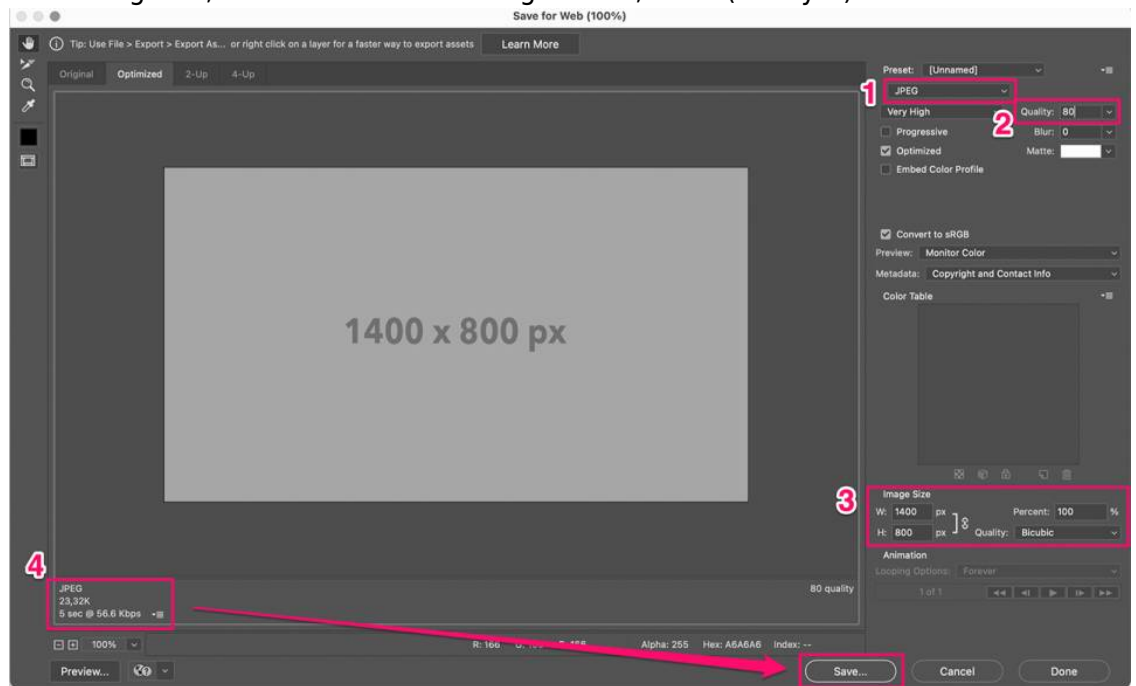 Save for Web (100%)
Tip: Use File > Export > Export As... or right click on a layer for a faster way to export assets Learn More
Original Optimized 2-Up 4-Up
Preset: [Unnamed]
1 JPEG
Very High 2 Quality: 80
Progressive Blur: 0
Optimized Matte:
Embed Color Profile
Convert to sRGB
Preview: Monitor Color
Metadata: Copyright and Contact Info
Color Table
1400 x 800 px
3 Image Size
W: 1400 px Percent: 100 %
H: 800 px Quality: Bicubic
Animation
Looping Options: Forever
1 of 1
4
JPEG 80 quality
23,32K
5 sec @ 56.6 Kbps
100% R: 166 Alpha: 255 Hex: A6A6A6 Index: --
Preview... Save... Cancel Done